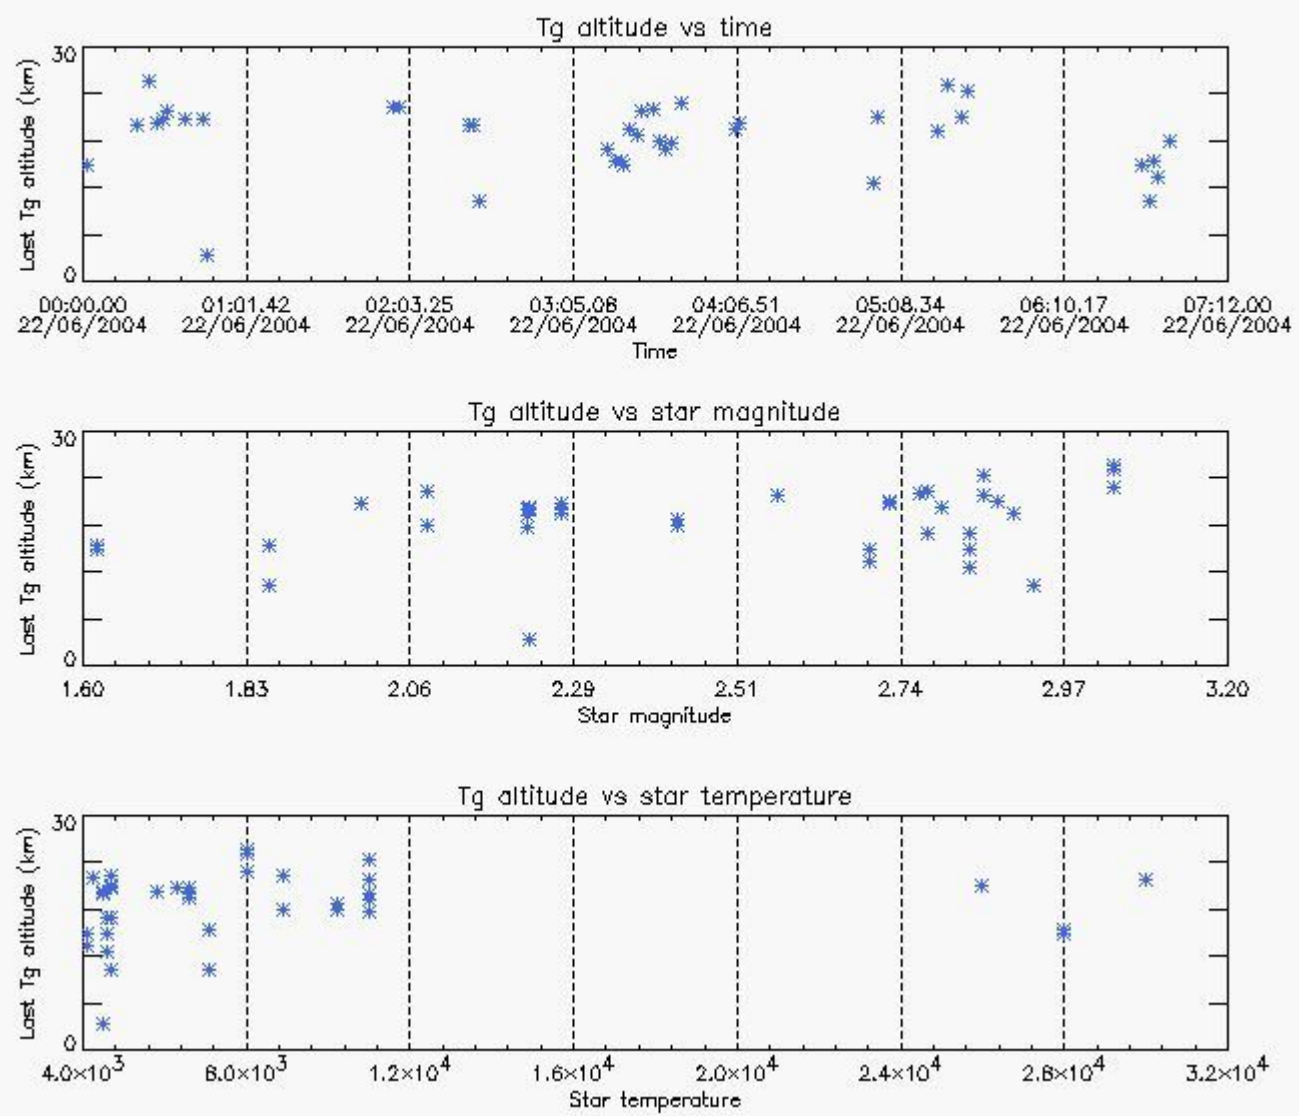 Tg altitude vs time
Last Tg altitude (km)
30
0
00:00.00 01:01.42 02:03.25 03:05.08 04:06.51 05:08.34 06:10.17 07:12.00
22/06/2004 22/06/2004 22/06/2004 22/06/2004 22/06/2004 22/06/2004 22/06/2004 22/06/2004
Time
Tg altitude vs star magnitude
Last Tg altitude (km)
30
0
1.60 1.83 2.06 2.29 2.51 2.74 2.97 3.20
Star magnitude
Tg altitude vs star temperature
Last Tg altitude (km)
30
0
4.0×10³ 8.0×10³ 1.2×10⁴ 1.6×10⁴ 2.0×10⁴ 2.4×10⁴ 2.8×10⁴ 3.2×10⁴
Star temperature